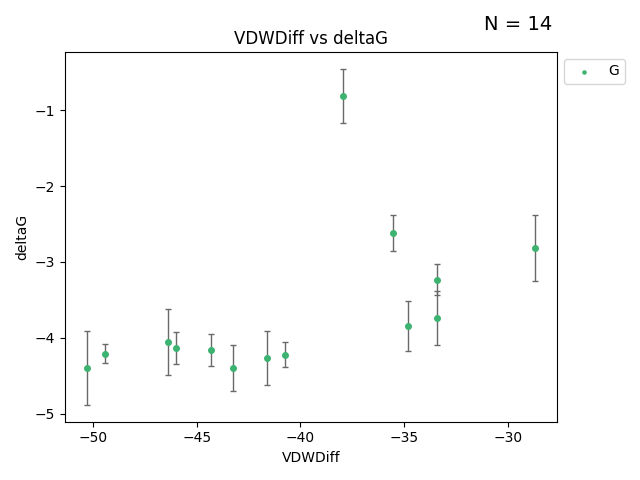 N = 14
VDWDiff vs deltaG
G
−1
−2
−3
−4
−5
deltaG
−50
−45
−40
−35
−30
VDWDiff